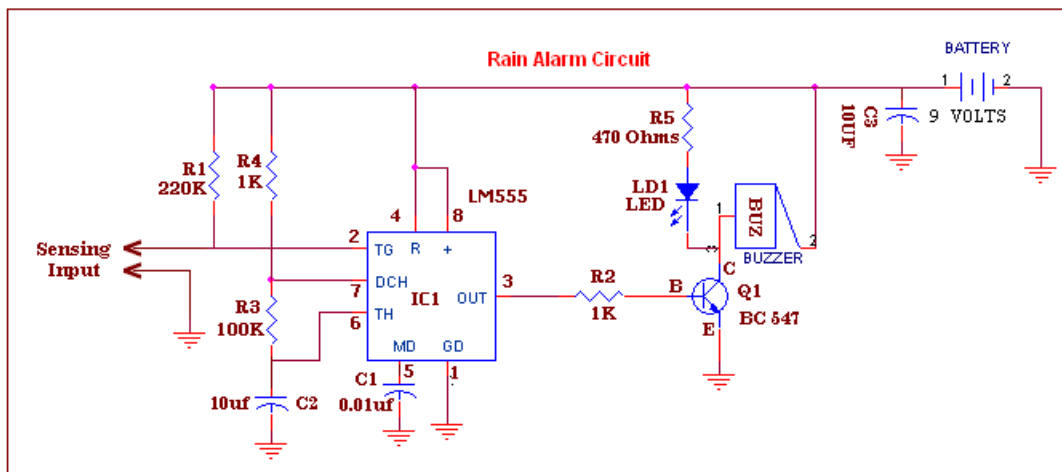 Rain Alarm Circuit
BATTERY
1
2
9 VOLTS
C3
10UF
R5
470 Ohms
R1
220K
R4
1K
LM555
4
8
LD1
LED
1
BUZ
2
BUZZER
3
Sensing
Input
2
TG
R
+
DCH
7
IC1
OUT
3
TH
6
R2
1K
B
C
Q1
E
BC 547
R3
100K
MD
GD
5
1
C1
0.01uf
10uf
C2